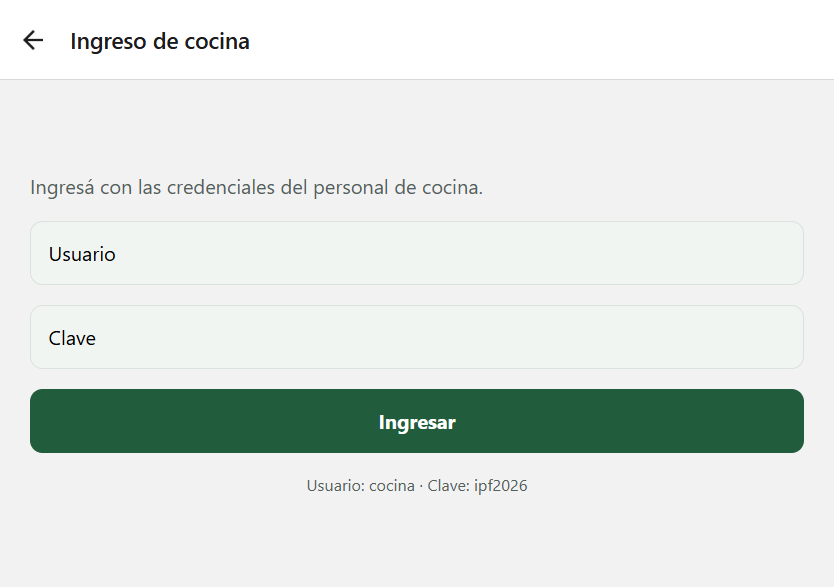 Ingreso de cocina
Ingresá con las credenciales del personal de cocina.
Usuario
Clave
Ingresar
Usuario: cocina · Clave: ipf2026